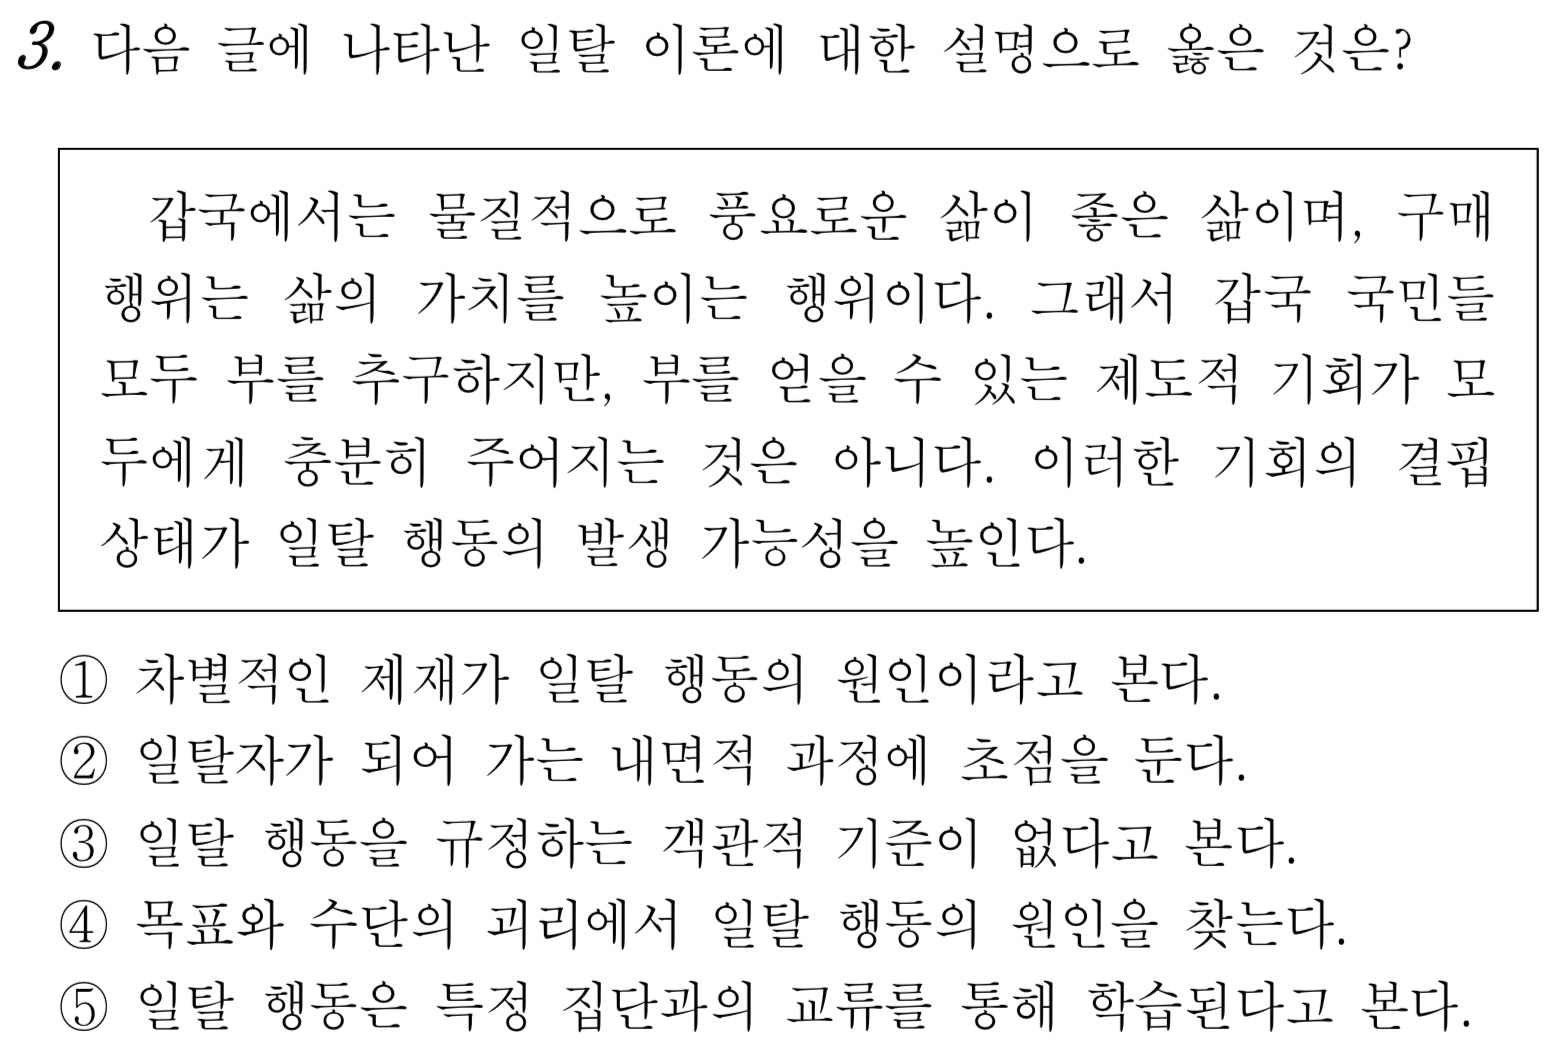 3. 다음 글에 나타난 일탈 이론에 대한 설명으로 옳은 것은?
갑국에서는 물질적으로 풍요로운 삶이 좋은 삶이며, 구매
행위는 삶의 가치를 높이는 행위이다. 그래서 갑국 국민들
모두 부를 추구하지만, 부를 얻을 수 있는 제도적 기회가 모
두에게 충분히 주어지는 것은 아니다. 이러한 기회의 결핍
상태가 일탈 행동의 발생 가능성을 높인다.
① 차별적인 제재가 일탈 행동의 원인이라고 본다.
② 일탈자가 되어 가는 내면적 과정에 초점을 둔다.
③ 일탈 행동을 규정하는 객관적 기준이 없다고 본다.
④ 목표와 수단의 괴리에서 일탈 행동의 원인을 찾는다.
⑤ 일탈 행동은 특정 집단과의 교류를 통해 학습된다고 본다.